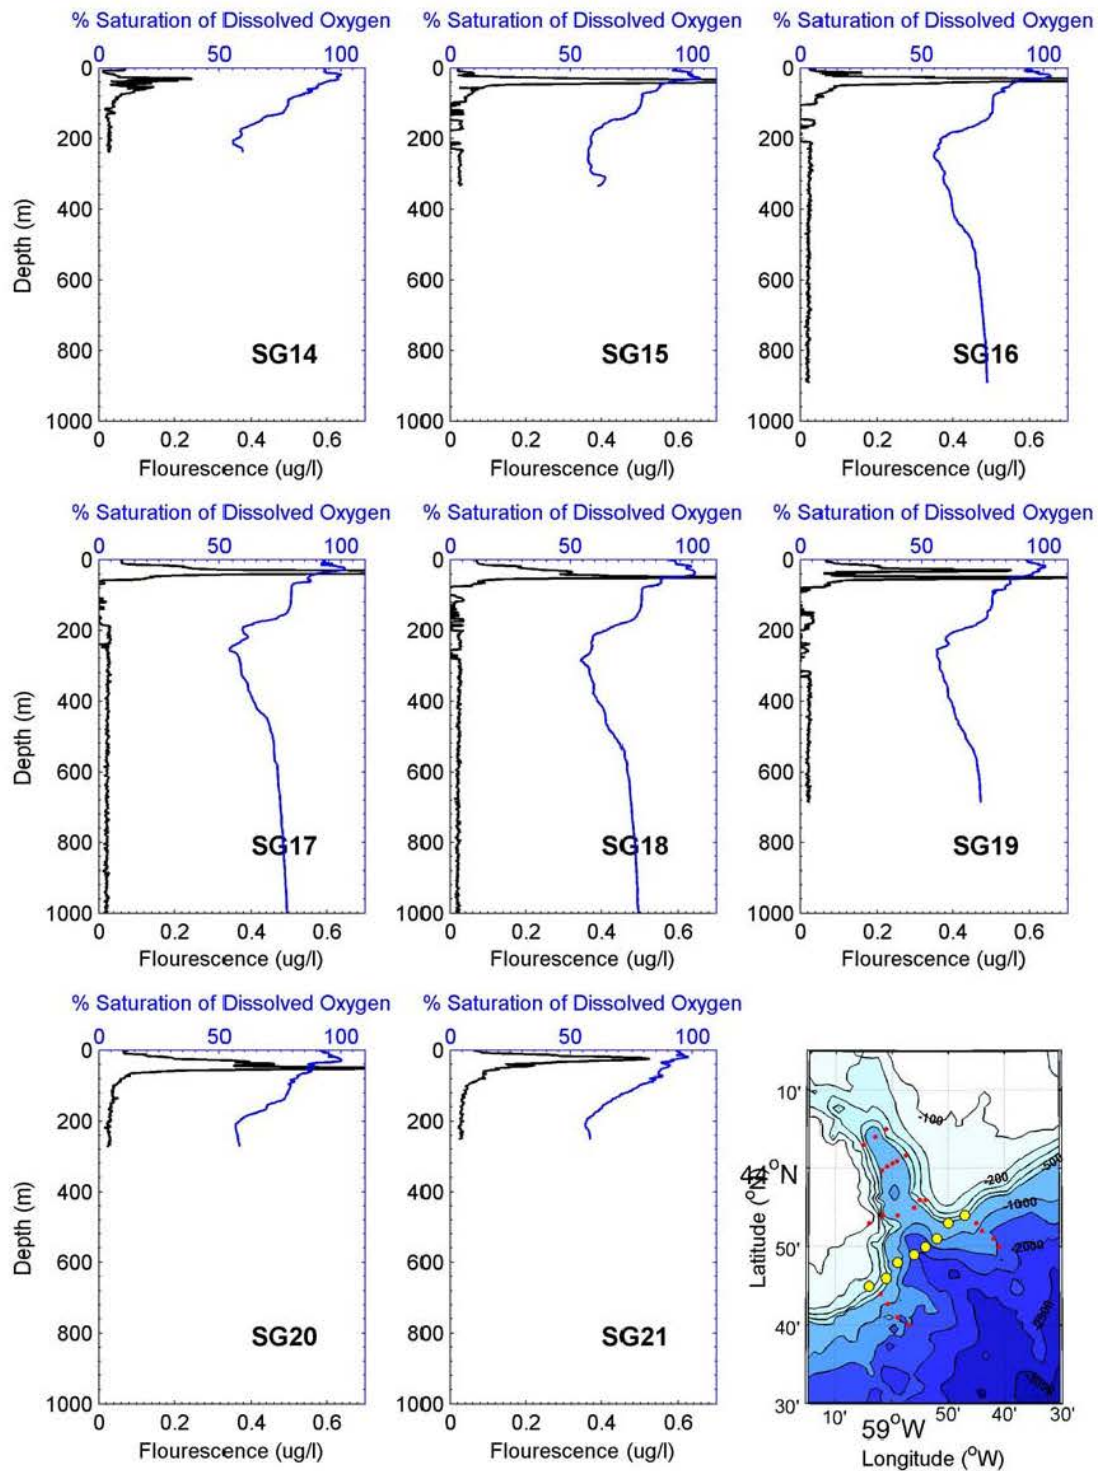 % Saturation of Dissolved Oxygen % Saturation of Dissolved Oxygen % Saturation of Dissolved Oxygen
0 50 100 0 50 100 0 50 100
0
200
400
600
800
1000
Depth (m)
SG14
0 0.2 0.4 0.6
Flourescence (ug/l)
0
200
400
600
800
1000
SG15
0 0.2 0.4 0.6
Flourescence (ug/l)
0
200
400
600
800
1000
SG16
0 0.2 0.4 0.6
Flourescence (ug/l)
% Saturation of Dissolved Oxygen % Saturation of Dissolved Oxygen % Saturation of Dissolved Oxygen
0 50 100 0 50 100 0 50 100
0
200
400
600
800
1000
Depth (m)
SG17
0 0.2 0.4 0.6
Flourescence (ug/l)
0
200
400
600
800
1000
SG18
0 0.2 0.4 0.6
Flourescence (ug/l)
0
200
400
600
800
1000
SG19
0 0.2 0.4 0.6
Flourescence (ug/l)
% Saturation of Dissolved Oxygen % Saturation of Dissolved Oxygen
0 50 100 0 50 100
0
200
400
600
800
1000
Depth (m)
SG20
0 0.2 0.4 0.6
Flourescence (ug/l)
0
200
400
600
800
1000
SG21
0 0.2 0.4 0.6
Flourescence (ug/l)
10'
44°N
50'
40'
30'
Latitude (°N)
-100
-200
-500
-1000
-2000
10' 59°W 50' 40' 30'
Longitude (°W)